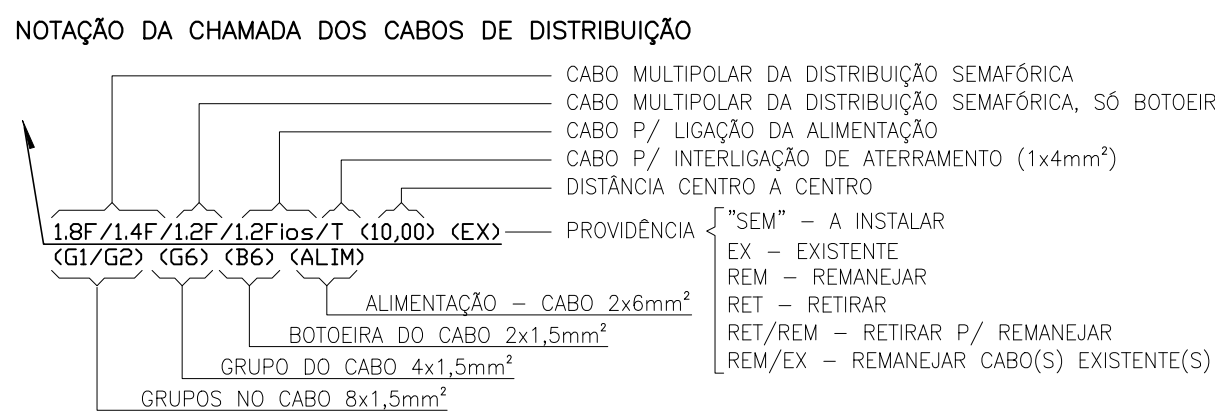 NOTAÇÃO DA CHAMADA DOS CABOS DE DISTRIBUIÇÃO
CABO MULTIPOLAR DA DISTRIBUIÇÃO SEMAFÓRICA
CABO MULTIPOLAR DA DISTRIBUIÇÃO SEMAFÓRICA, SÓ BOTOEIR
CABO P/ LIGAÇÃO DA ALIMENTAÇÃO
CABO P/ INTERLIGAÇÃO DE ATERRAMENTO (1x4mm²)
DISTÂNCIA CENTRO A CENTRO
1.8F/1.4F/1.2F/1.2Fios/T (10,00) (EX)
(G1/G2) (G6) (B6) (ALIM)
PROVIDÊNCIA
"SEM" – A INSTALAR
EX – EXISTENTE
REM – REMANEJAR
RET – RETIRAR
RET/REM – RETIRAR P/ REMANEJAR
REM/EX – REMANEJAR CABO(S) EXISTENTE(S)
ALIMENTAÇÃO – CABO 2x6mm²
BOTOEIRA DO CABO 2x1,5mm²
GRUPO DO CABO 4x1,5mm²
GRUPOS NO CABO 8x1,5mm²